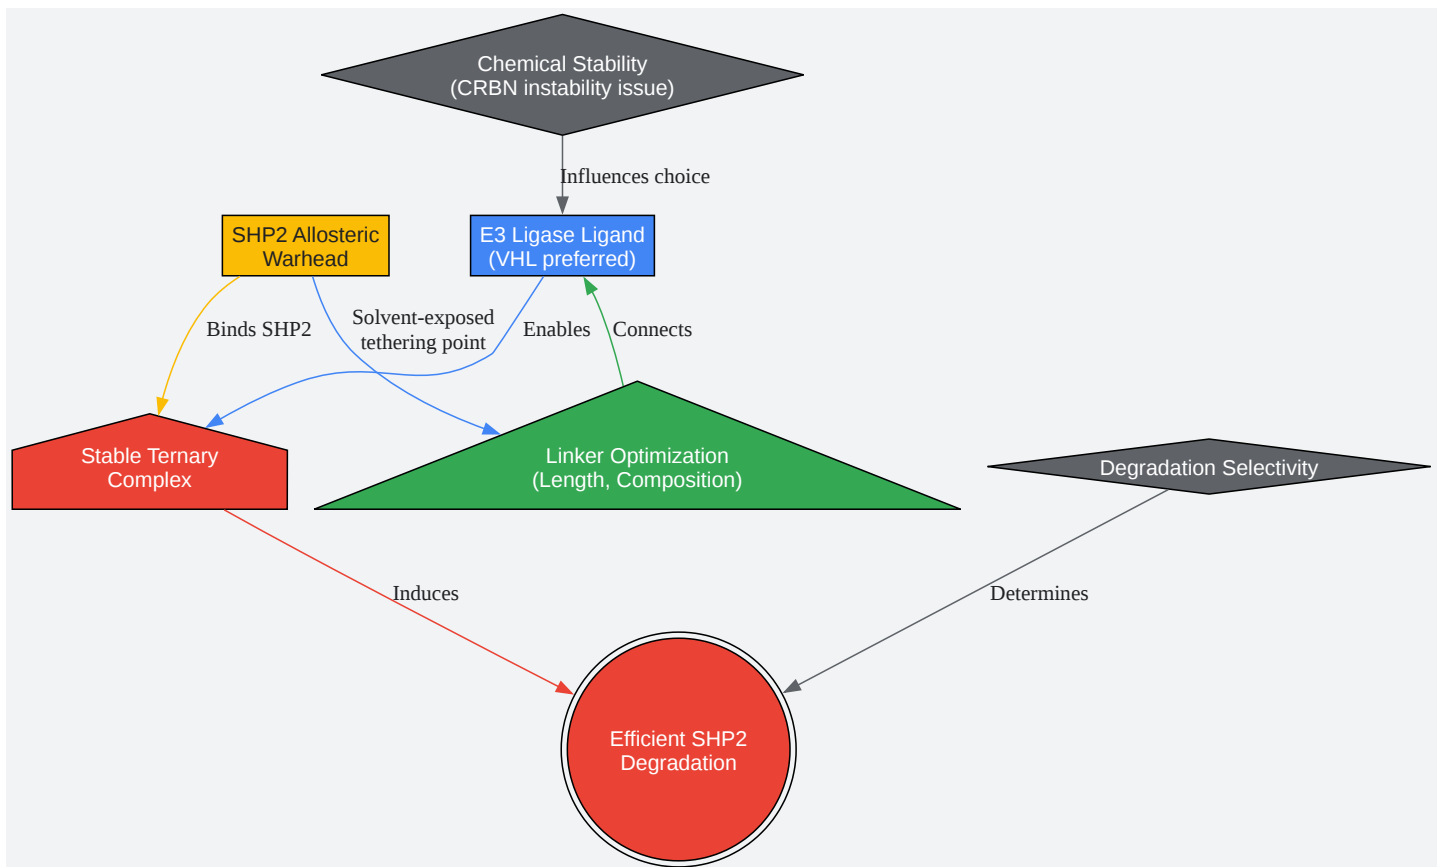 Chemical Stability
(CRBN instability issue)
Influences choice
SHP2 Allosteric
Warhead
E3 Ligase Ligand
(VHL preferred)
Binds SHP2
Solvent-exposed
tethering point
Enables
Connects
Stable Ternary
Complex
Linker Optimization
(Length, Composition)
Degradation Selectivity
Induces
Determines
Efficient SHP2
Degradation